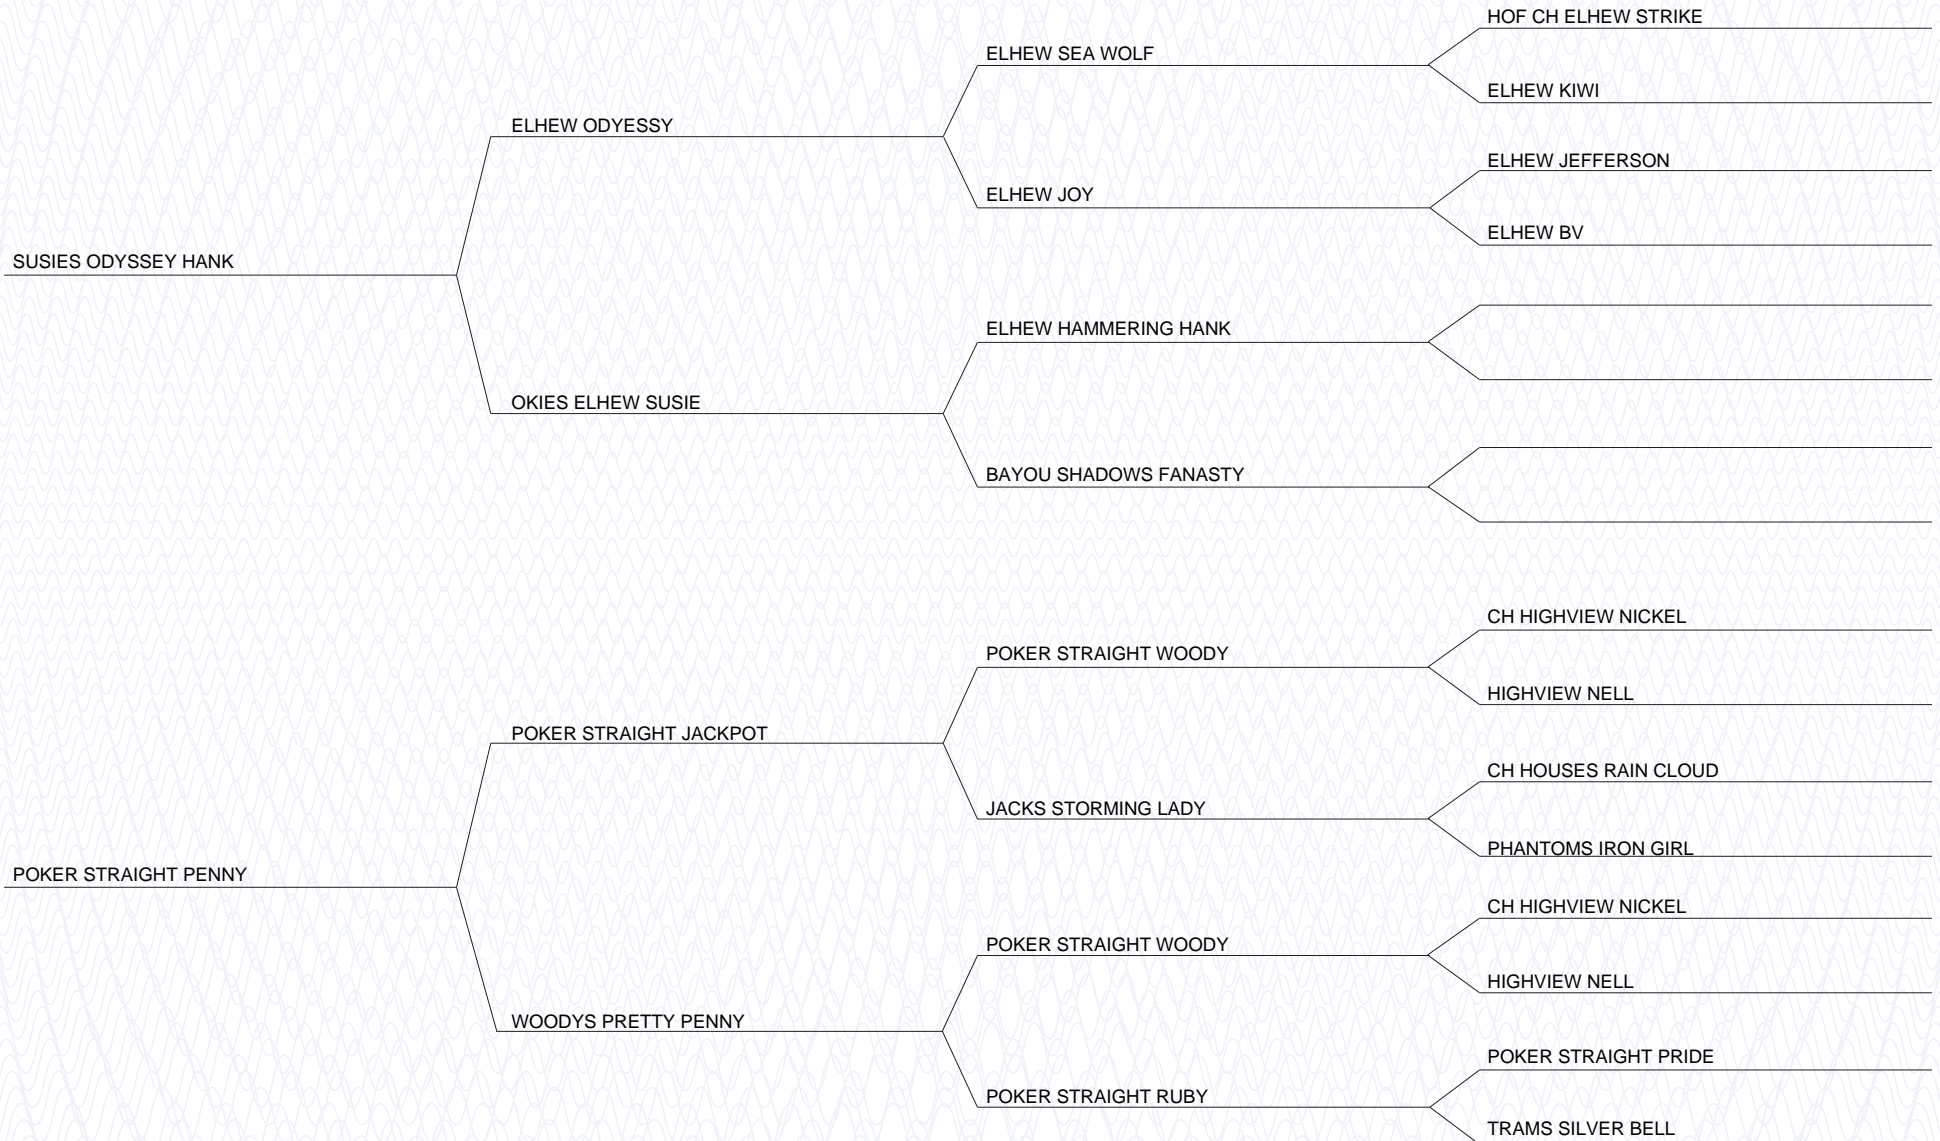 HOF CH ELHEW STRIKE
ELHEW SEA WOLF
ELHEW KIWI
ELHEW ODYESSY
ELHEW JEFFERSON
ELHEW JOY
ELHEW BV
SUSIES ODYSSEY HANK
ELHEW HAMMERING HANK
OKIES ELHEW SUSIE
BAYOU SHADOWS FANASTY
CH HIGHVIEW NICKEL
POKER STRAIGHT WOODY
HIGHVIEW NELL
POKER STRAIGHT JACKPOT
CH HOUSES RAIN CLOUD
JACKS STORMING LADY
PHANTOMS IRON GIRL
POKER STRAIGHT PENNY
CH HIGHVIEW NICKEL
POKER STRAIGHT WOODY
HIGHVIEW NELL
WOODYS PRETTY PENNY
POKER STRAIGHT PRIDE
POKER STRAIGHT RUBY
TRAMS SILVER BELL